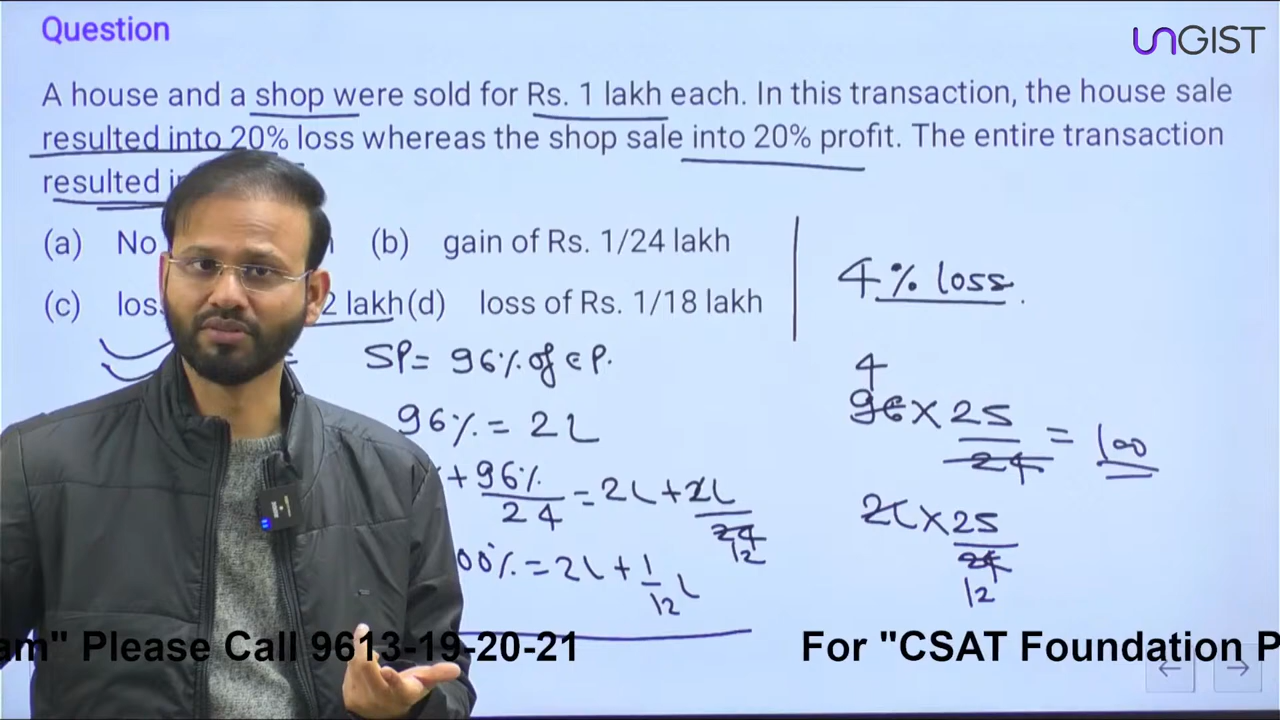 Question
UNGIST
A house and a shop were sold for Rs. 1 lakh each. In this transaction, the house sale
resulted into 20% loss whereas the shop sale into 20% profit. The entire transaction
resulted i
(a) No (b) gain of Rs. 1/24 lakh
(c) los 2 lakh (d) loss of Rs. 1/18 lakh
4% loss.
SP = 96% of CP.
96% = 2L
+ 96%/24 = 2L + 2L/24 12
00% = 2L + 1/12 L
4
96 × 25/24 = 100
2L × 25/24
12
am" Please Call 9613-19-20-21 For "CSAT Foundation P